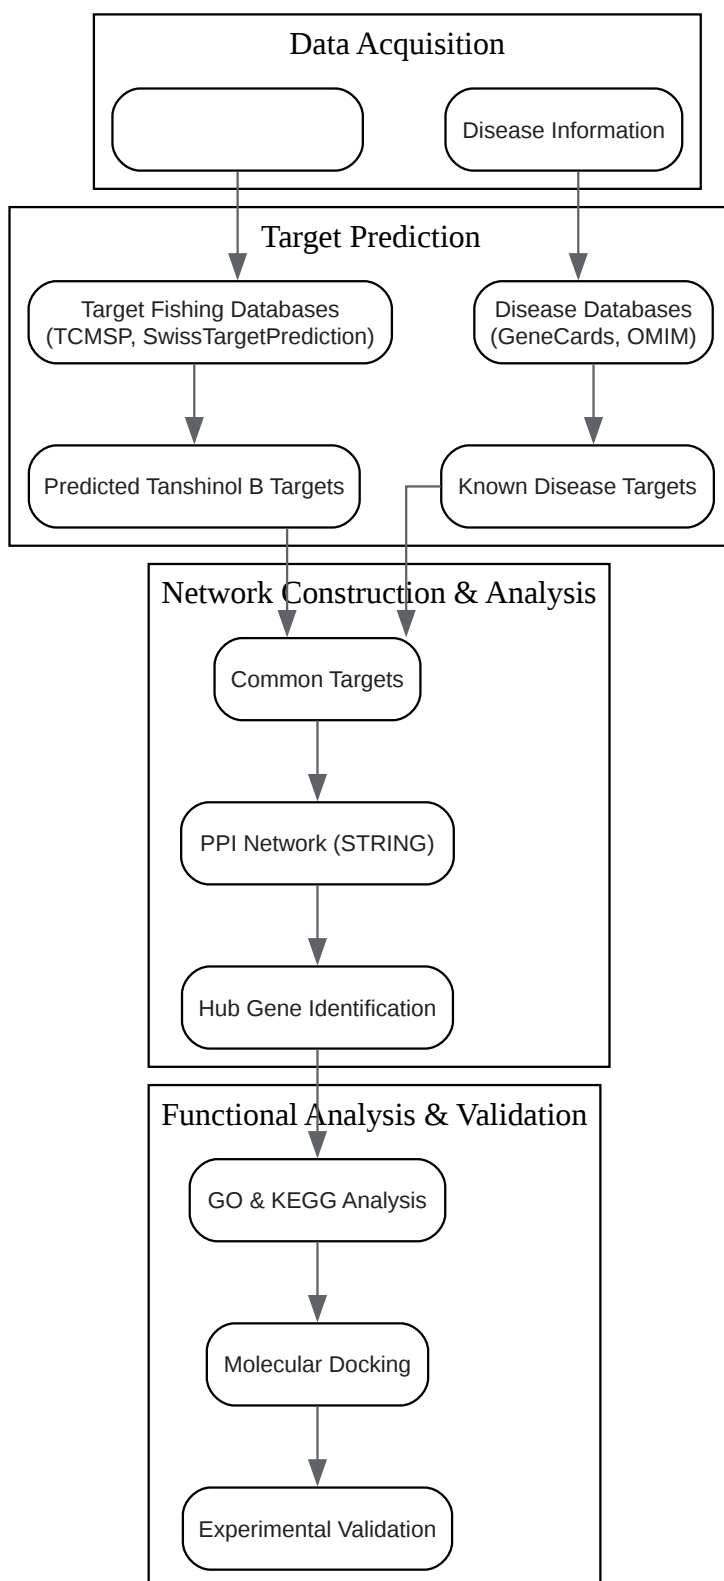 Data Acquisition
Disease Information
Target Prediction
Target Fishing Databases
(TCMSP, SwissTargetPrediction)
Disease Databases
(GeneCards, OMIM)
Predicted Tanshinol B Targets
Known Disease Targets
Network Construction & Analysis
Common Targets
PPI Network (STRING)
Hub Gene Identification
Functional Analysis & Validation
GO & KEGG Analysis
Molecular Docking
Experimental Validation